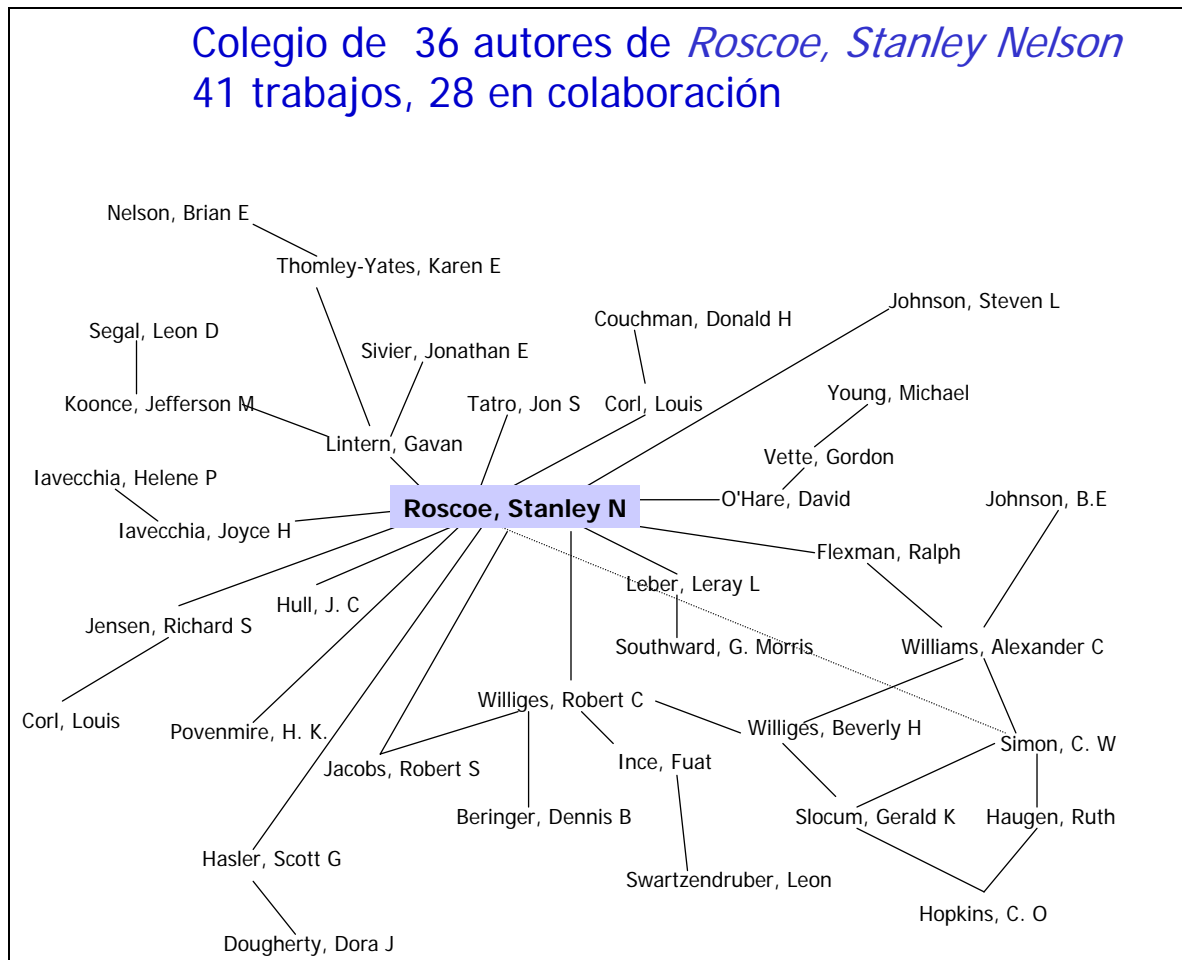 Colegio de 36 autores de Roscoe, Stanley Nelson
41 trabajos, 28 en colaboración
Nelson, Brian E
Thomley-Yates, Karen E
Johnson, Steven L
Couchman, Donald H
Segal, Leon D
Sivier, Jonathan E
Young, Michael
Koonce, Jefferson M
Tatro, Jon S
Corl, Louis
Lintern, Gavan
Vette, Gordon
Iavecchia, Helene P
Roscoe, Stanley N
O'Hare, David
Johnson, B.E
Iavecchia, Joyce H
Flexman, Ralph
Leber, Leray L
Hull, J. C
Jensen, Richard S
Southward, G. Morris
Williams, Alexander C
Williges, Robert C
Corl, Louis
Povenmire, H. K.
Williges, Beverly H
Simon, C. W
Jacobs, Robert S
Ince, Fuat
Beringer, Dennis B
Slocum, Gerald K
Haugen, Ruth
Hasler, Scott G
Swartzendruber, Leon
Hopkins, C. O
Dougherty, Dora J